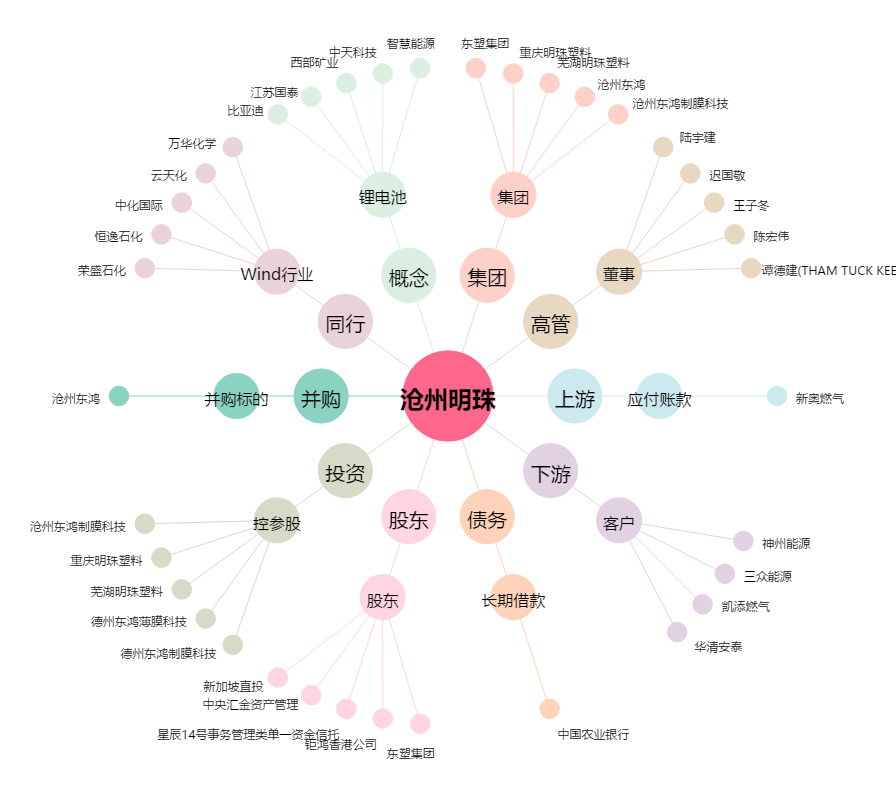 智慧能源
东塑集团
中天科技
重庆明珠塑料
西部矿业
芜湖明珠塑料
江苏国泰
沧州东鸿
比亚迪
沧州东鸿制膜科技
万华化学
陆宇建
云天化
迟国敬
锂电池
集团
中化国际
王子冬
恒逸石化
陈宏伟
荣盛石化
Wind行业
概念
集团
董事
谭德建(THAM TUCK KEE
同行
高管
沧州东鸿
并购标的
并购
沧州明珠
上游
应付账款
新奥燃气
投资
下游
沧州东鸿制膜科技
控参股
股东
债务
客户
神州能源
重庆明珠塑料
三众能源
芜湖明珠塑料
股东
长期借款
凯添燃气
德州东鸿薄膜科技
华清安泰
德州东鸿制膜科技
新加坡直投
中央汇金资产管理
星辰14号事务管理类单一资金信托
钜鸿香港公司
东塑集团
中国农业银行